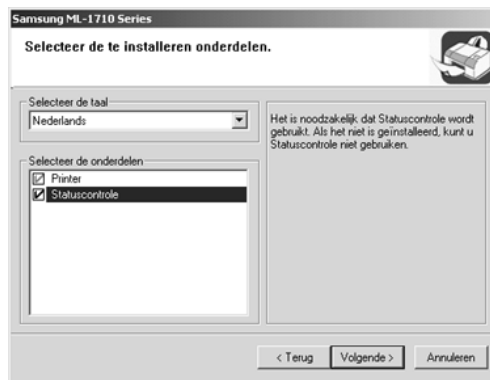 Samsung ML-1710 Series
Selecteer de te installeren onderdelen.
Selecteer de taal
Nederlands
Selecteer de onderdelen
Printer
Statuscontrole
Het is noodzakelijk dat Statuscontrole wordt
gebruikt. Als het niet is geïnstalleerd, kunt u
Statuscontrole niet gebruiken.
< Terug
Volgende >
Annuleren